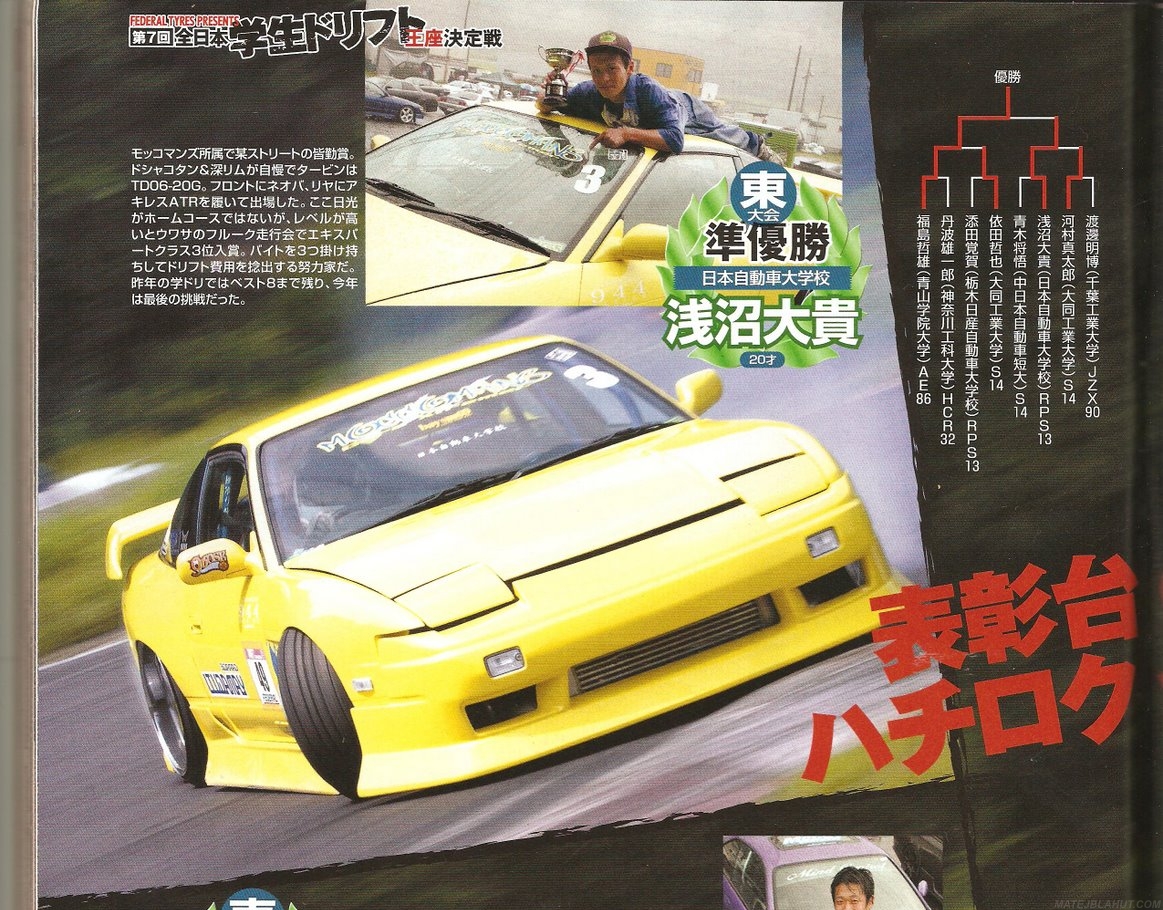 FEDERAL TYRES PRESENTS
第7回 全日本 学生ドリフト 王座決定戦
モッコマンズ所属で某ストリートの皆勤賞。
ドシャコタン&深リムが自慢でタービンは
TD06-20G。フロントにネオバ、リヤにア
キレスATRを履いて出場した。ここ日光
がホームコースではないが、レベルが高
いとウワサのフルーク走行会でエキスパ
ートクラス3位入賞。バイトを3つ掛け持
ちしてドリフト費用を捻出する努力家だ。
昨年の学ドリではベスト8まで残り、今年
は最後の挑戦だった。
3
944
東
大会
準優勝
日本自動車大学校
浅沼大貴
20才
優勝
渡邊明博(千葉工業大学)JZX90
河村真太郎(大同工業大学)S14
浅沼大貴(日本自動車大学校)RPS13
青木将悟(中日本自動車短大)S14
依田哲也(大同工業大学)S14
添田覚賀(栃木日産自動車大学校)RPS13
丹波雄一郎(神奈川工科大学)HCR32
福島哲雄(青山学院大学)AE86
MOKKOMANS
日本自動車大学校
3
49
表彰台
ハチロク
東
MATEJBLAHUT.COM